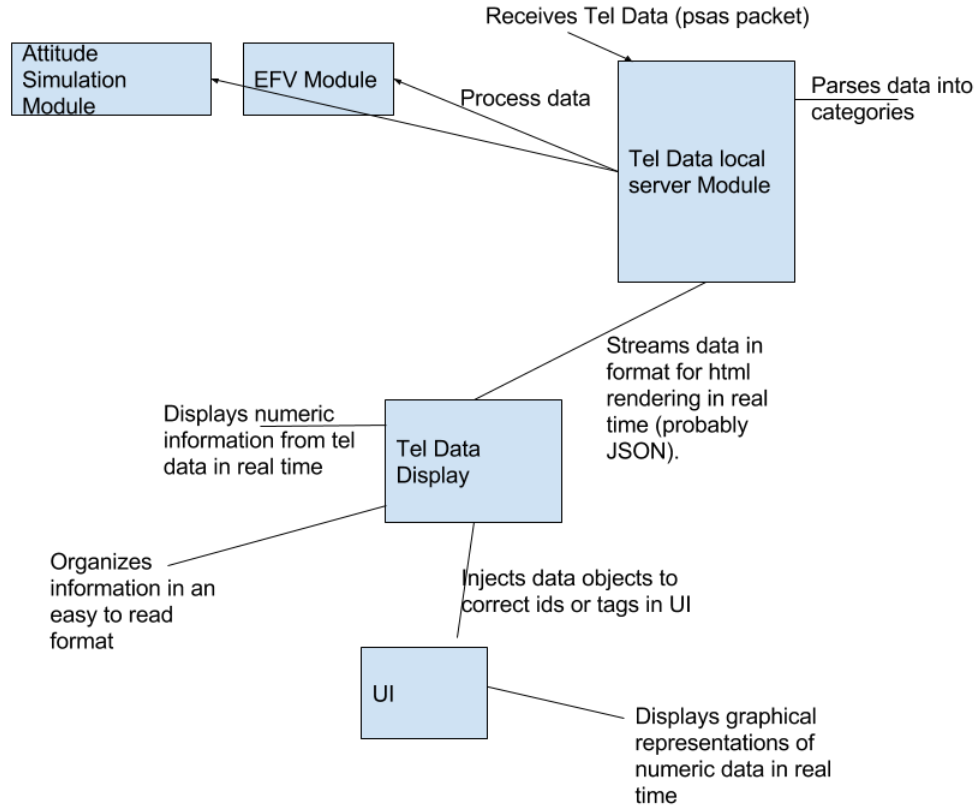 Receives Tel Data (psas packet)
Attitude
Simulation
Module
EFV Module
Process data
Parses data into
categories
Tel Data local
server Module
Streams data in
format for html
rendering in real
time (probably
JSON).
Displays numeric
information from tel
data in real time
Tel Data
Display
Organizes
information in an
easy to read
format
Injects data objects to
correct ids or tags in UI
UI
Displays graphical
representations of
numeric data in real
time